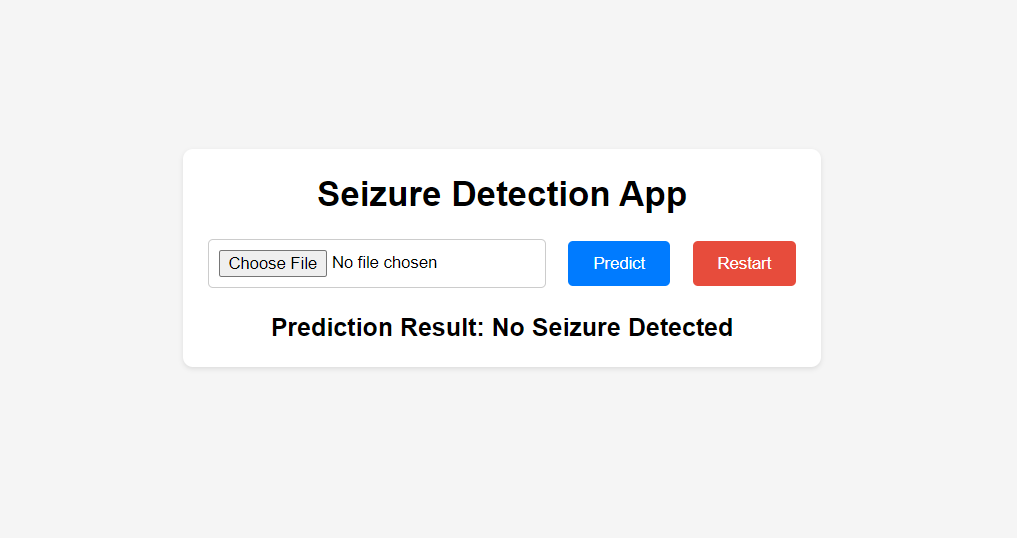 Seizure Detection App
Choose File No file chosen Predict Restart
Prediction Result: No Seizure Detected